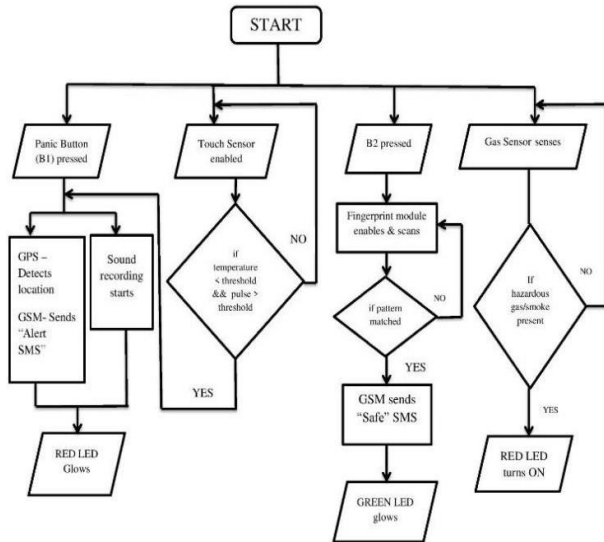 START
Panic Button
(B1) pressed
Touch Sensor
enabled
B2 pressed
Gas Sensor senses
GPS –
Detects
location
GSM- Sends
"Alert
SMS"
Sound
recording
starts
if
temperature
< threshold
&& pulse >
threshold
NO
YES
Fingerprint module
enables & scans
if pattern
matched
NO
YES
GSM sends
"Safe" SMS
GREEN LED
glows
If
hazardous
gas/smoke
present
NO
YES
RED LED
turns ON
RED LED
Glows